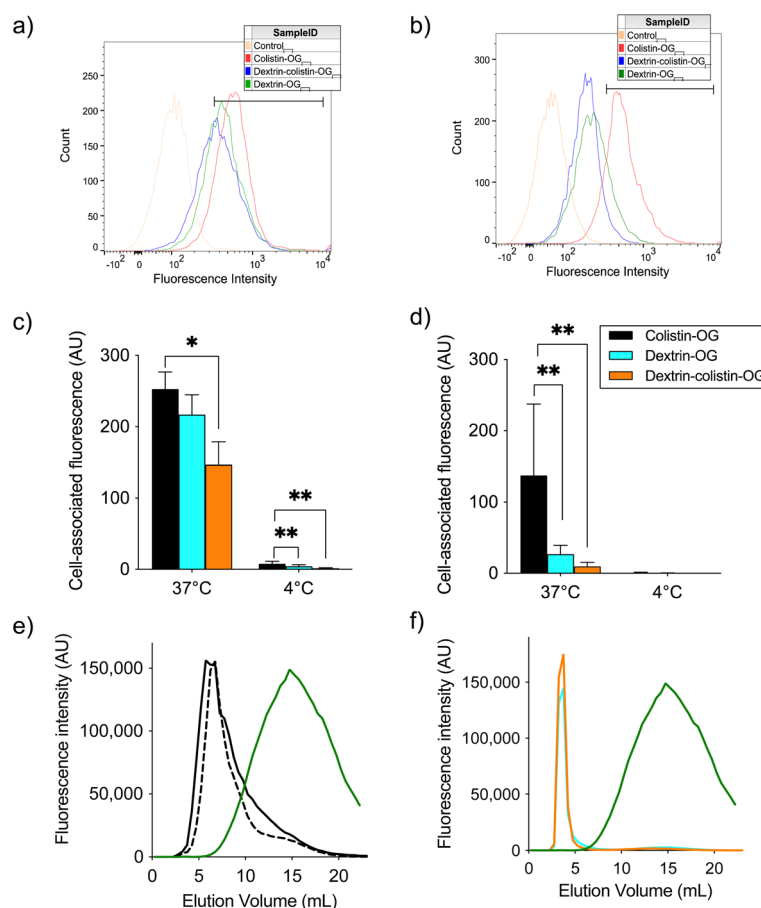 a)
SampleID
Control
Colistin-OG
Dextrin-colistin-OG
Dextrin-OG
Count
200
250
150
100
50
0
-10² 0 10² 10³ 10⁴
Fluorescence Intensity
b)
SampleID
Control
Colistin-OG
Dextrin-colistin-OG
Dextrin-OG
Count
300
200
100
0
-10² 0 10² 10³ 10⁴
Fluorescence Intensity
c)
Cell-associated fluorescence (AU)
300
200
100
0
*
**
**
37°C 4°C
d)
Colistin-OG
Dextrin-OG
Dextrin-colistin-OG
Cell-associated fluorescence (AU)
300
200
100
0
**
**
37°C 4°C
e)
Fluorescence intensity (AU)
150,000
100,000
50,000
0
0 5 10 15 20
Elution Volume (mL)
f)
Fluorescence intensity (AU)
150,000
100,000
50,000
0
0 5 10 15 20
Elution Volume (mL)